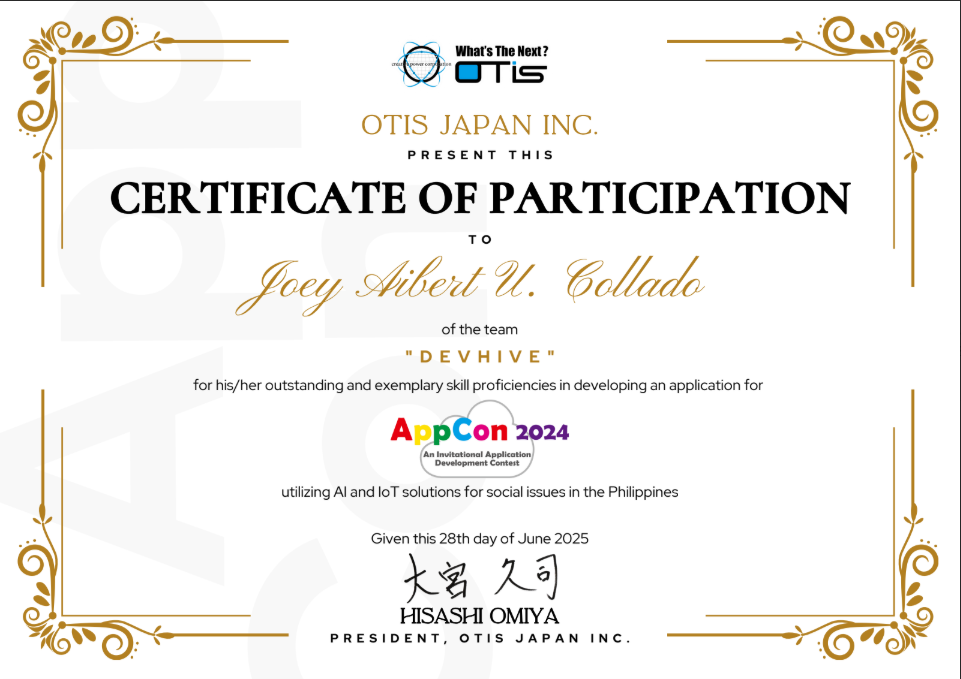 What's The Next?
OTIS
OTIS JAPAN INC.
PRESENT THIS
CERTIFICATE OF PARTICIPATION
TO
Joey Aibert U. Collado
of the team
"DEVHIVE"
for his/her outstanding and exemplary skill proficiencies in developing an application for
AppCon 2024
An Invitational Application
Development Contest
utilizing AI and IoT solutions for social issues in the Philippines
Given this 28th day of June 2025
大宮 久司
HISASHI OMIYA
PRESIDENT, OTIS JAPAN INC.